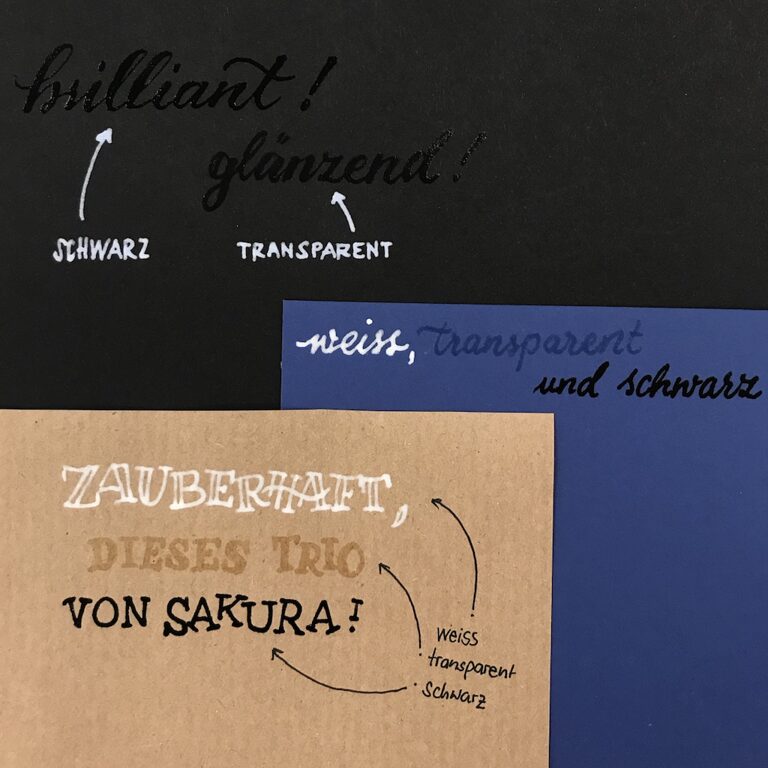 brilliant!
glänzend!
SCHWARZ
TRANSPARENT
weiss, transparent
und schwarz
ZAUBERHAFT,
DIESES TRIO
VON SAKURA!
weiss
transparent
schwarz